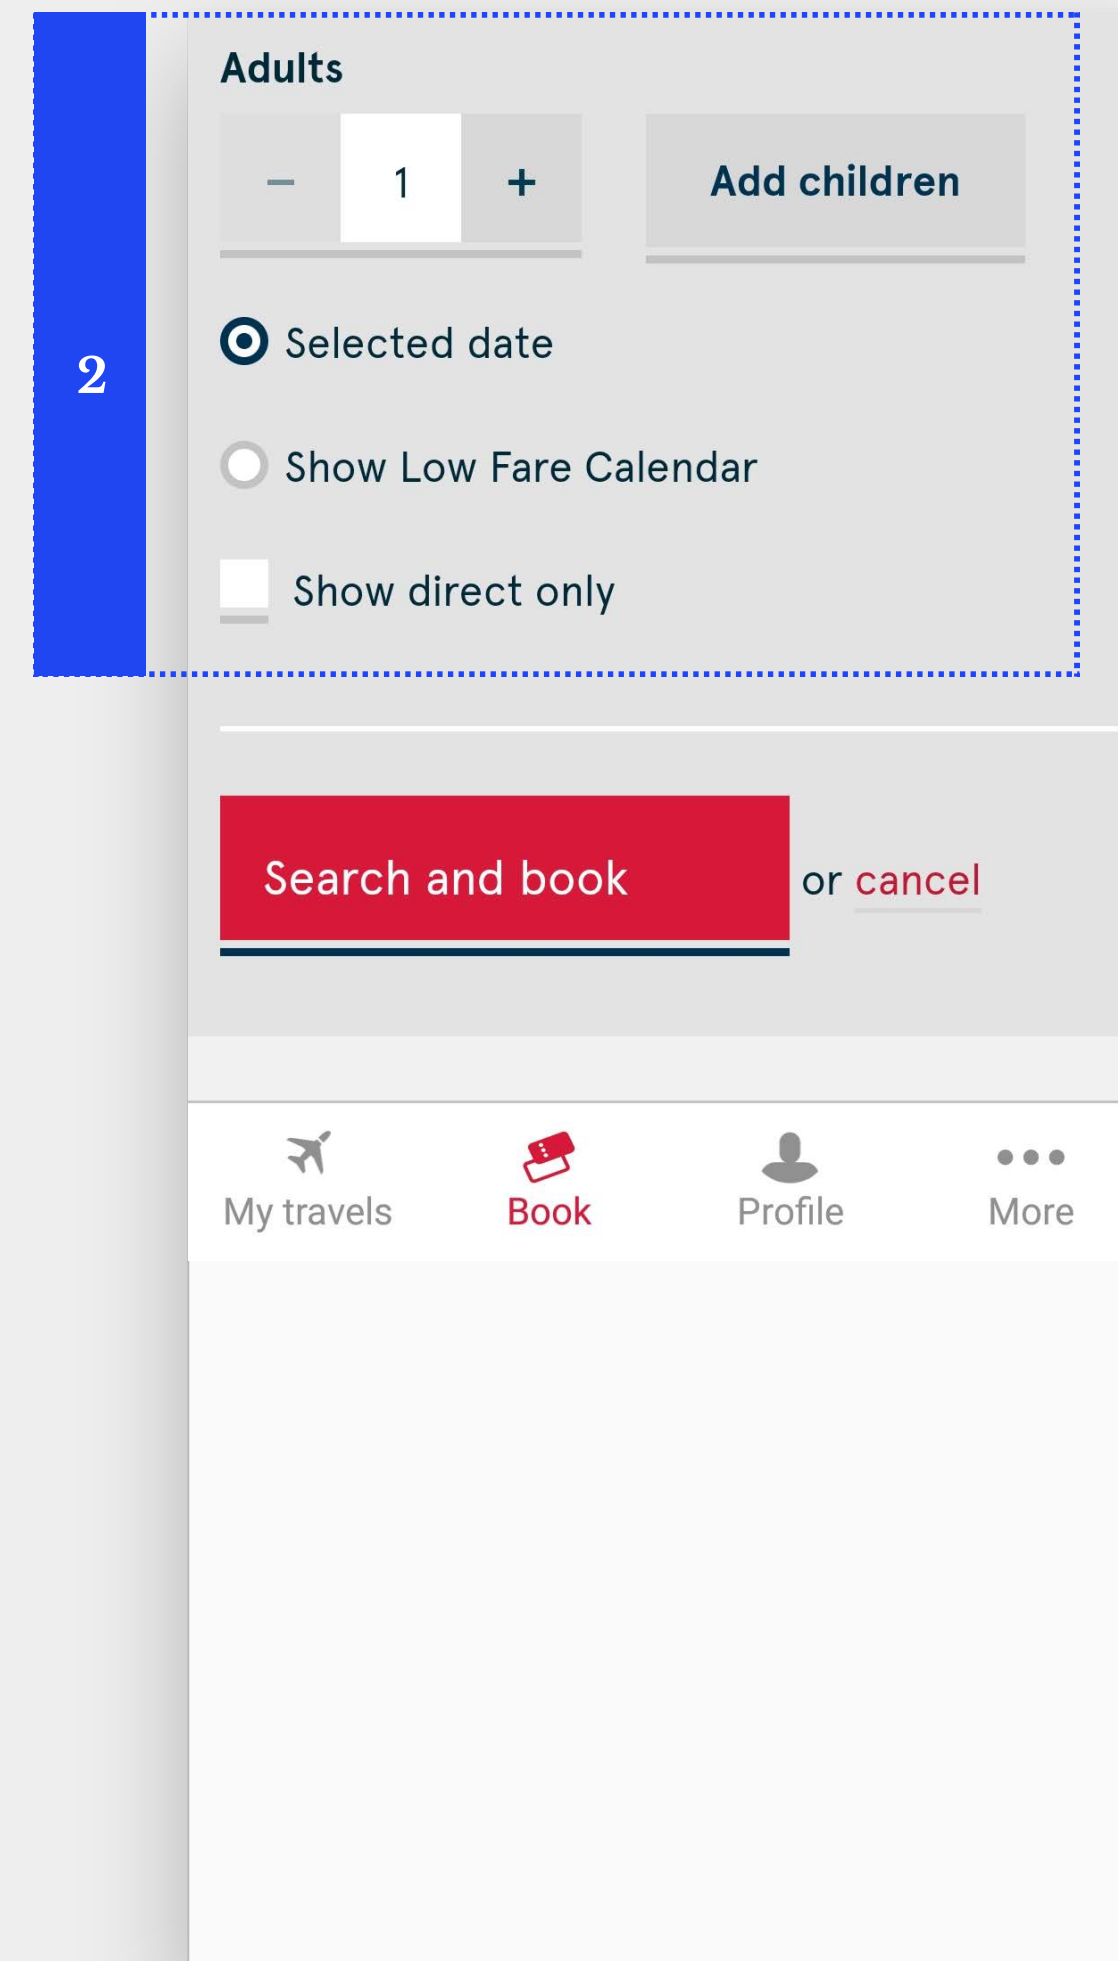 Adults
− 1 + Add children
2
Selected date
Show Low Fare Calendar
Show direct only
Search and book or cancel
My travels Book Profile More